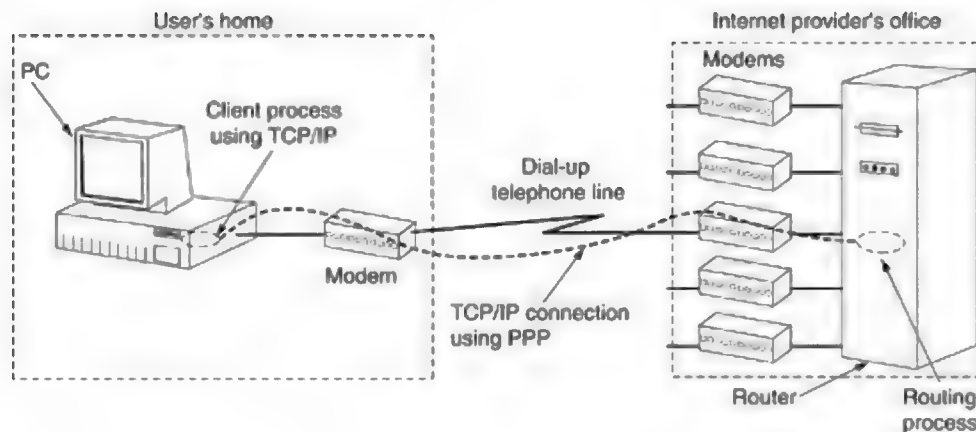 User's home
Internet provider's office
PC
Modems
Client process
using TCP/IP
Dial-up
telephone line
Modem
TCP/IP connection
using PPP
Router
Routing
process